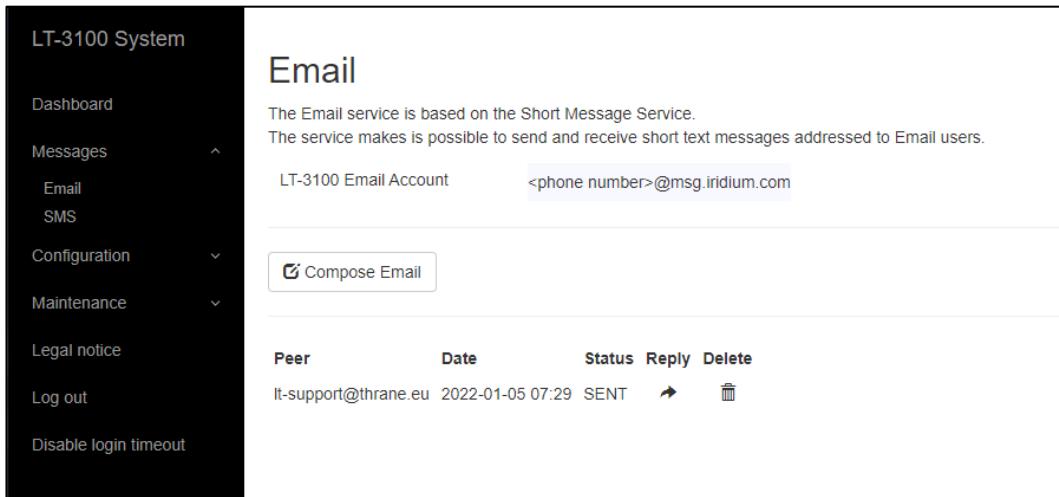 LT-3100 System
Dashboard
Messages
Email
SMS
Configuration
Maintenance
Legal notice
Log out
Disable login timeout
Email
The Email service is based on the Short Message Service.
The service makes is possible to send and receive short text messages addressed to Email users.
LT-3100 Email Account <phone number>@msg.iridium.com
Compose Email
Peer Date Status Reply Delete
lt-support@thrane.eu 2022-01-05 07:29 SENT